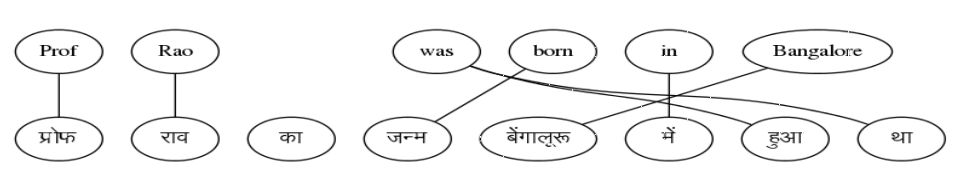 Prof Rao was born in Bangalore
प्रोफ राव का जन्म बेंगालूरू में हुआ था